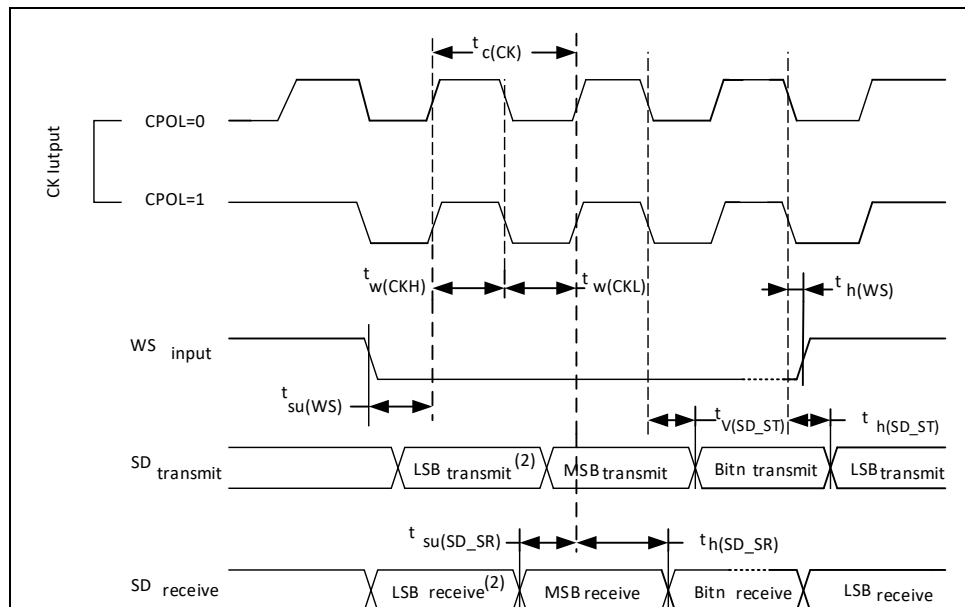 t c(CK)
CK Iutput
CPOL=0
CPOL=1
t w(CKH)
t w(CKL)
t h(WS)
WS input
t su(WS)
t V(SD_ST)
t h(SD_ST)
SD transmit
LSB transmit(2)
MSB transmit
Bitn transmit
LSB transmit
t su(SD_SR)
t h(SD_SR)
SD receive
LSB receive(2)
MSB receive
Bitn receive
LSB receive